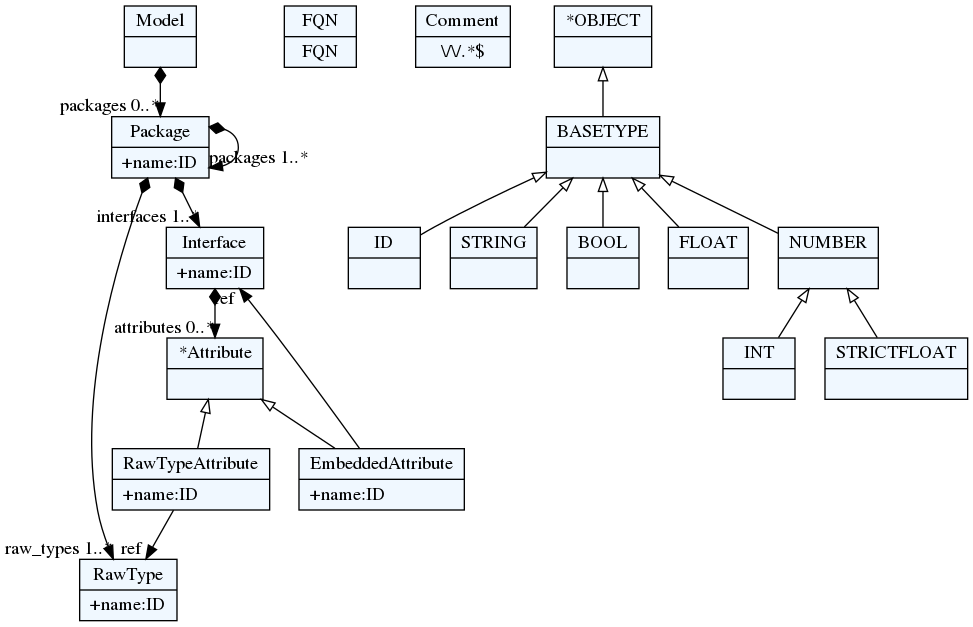 Model
FQN
FQN
Comment
\/\/.*$
*OBJECT
packages 0..*
Package
+name:ID
packages 1..*
BASETYPE
interfaces 1..*
Interface
+name:ID
ID
STRING
BOOL
FLOAT
NUMBER
ref
attributes 0..*
*Attribute
INT
STRICTFLOAT
RawTypeAttribute
+name:ID
EmbeddedAttribute
+name:ID
raw_types 1..*
ref
RawType
+name:ID